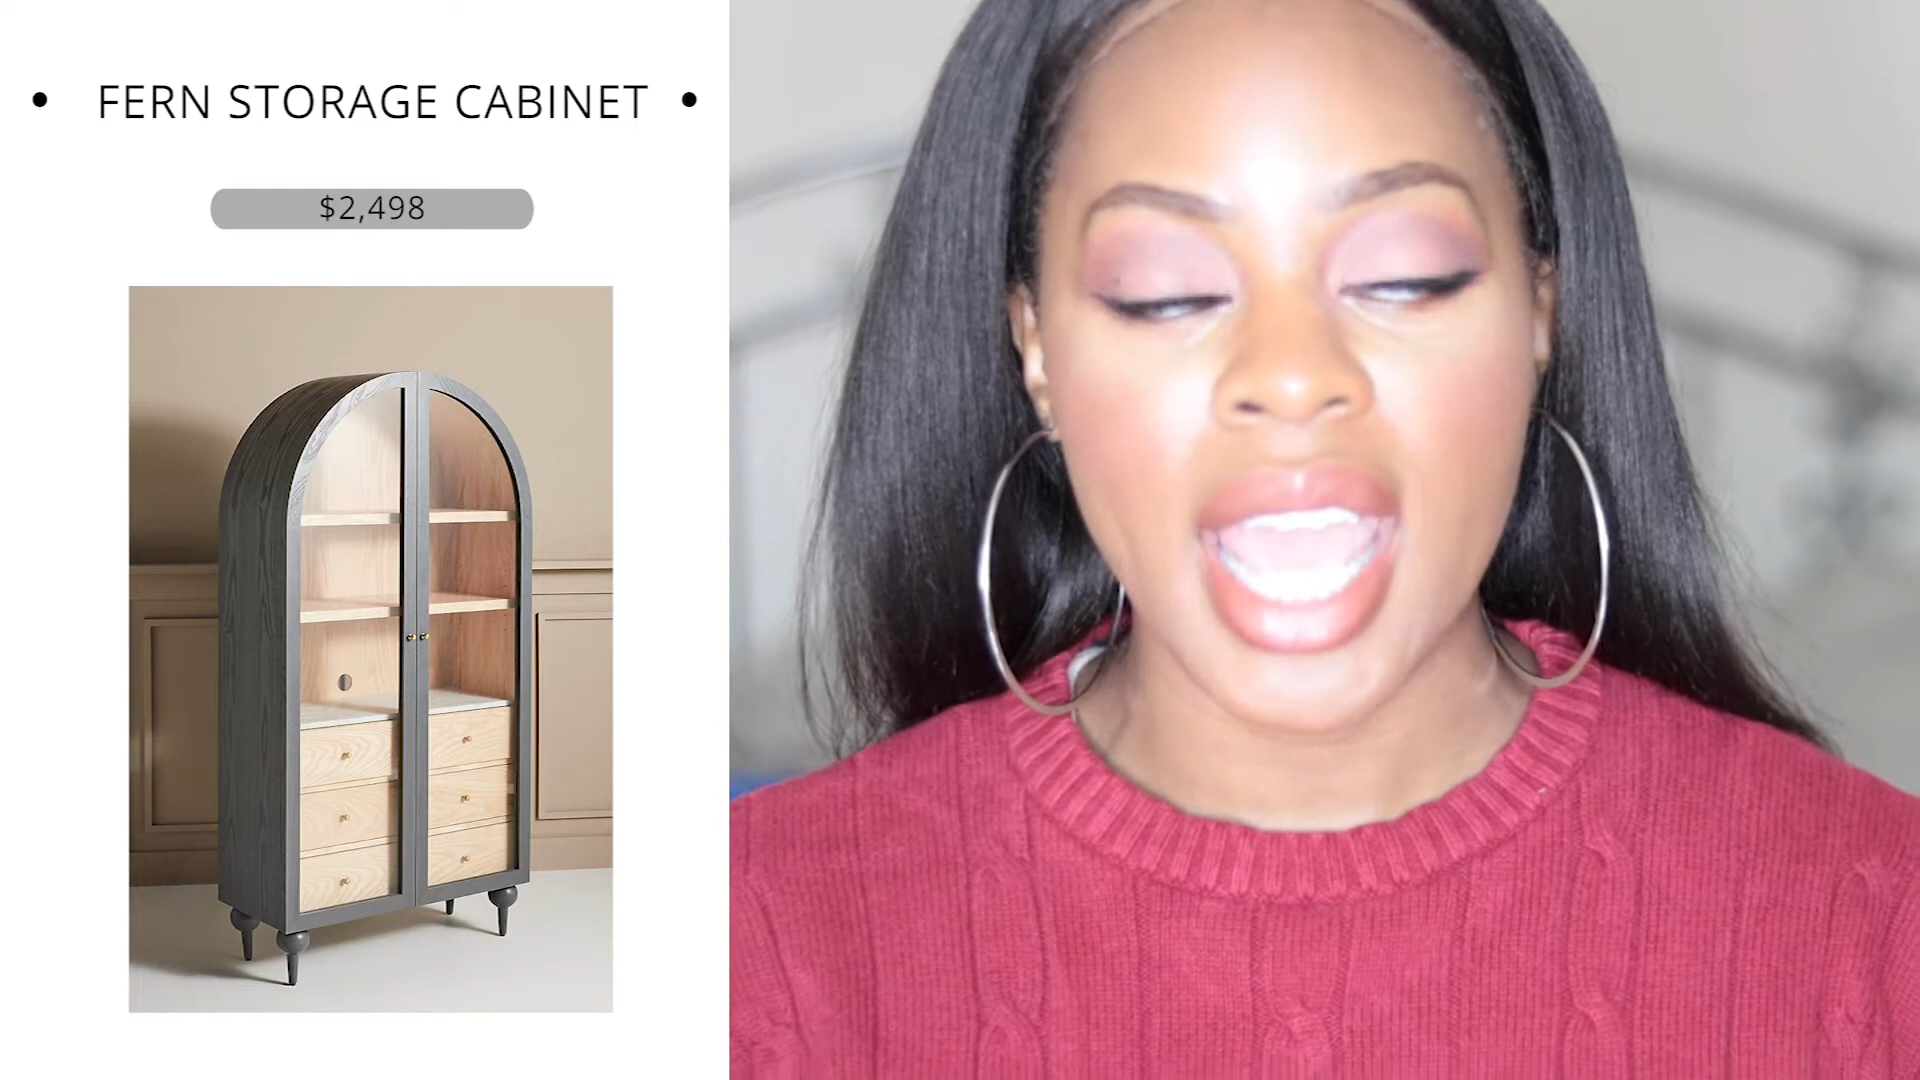 • FERN STORAGE CABINET •
$2,498